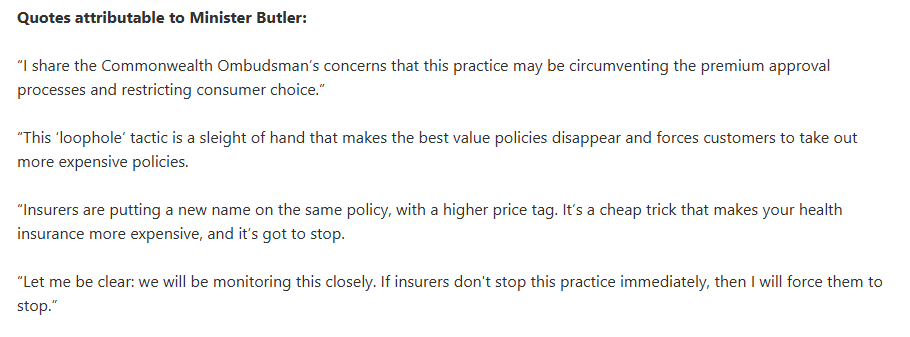 Quotes attributable to Minister Butler:
“I share the Commonwealth Ombudsman’s concerns that this practice may be circumventing the premium approval
processes and restricting consumer choice.”
“This ‘loophole’ tactic is a sleight of hand that makes the best value policies disappear and forces customers to take out
more expensive policies.
“Insurers are putting a new name on the same policy, with a higher price tag. It’s a cheap trick that makes your health
insurance more expensive, and it’s got to stop.
“Let me be clear: we will be monitoring this closely. If insurers don't stop this practice immediately, then I will force them to
stop.”